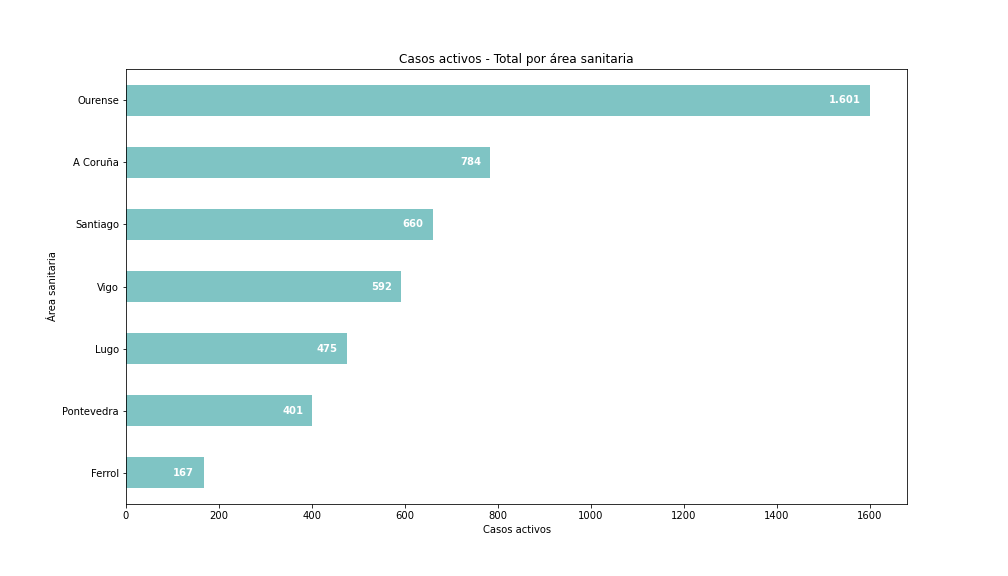 Casos activos - Total por área sanitaria
Área sanitaria
Ourense 1.601
A Coruña 784
Santiago 660
Vigo 592
Lugo 475
Pontevedra 401
Ferrol 167
0 200 400 600 800 1000 1200 1400 1600
Casos activos